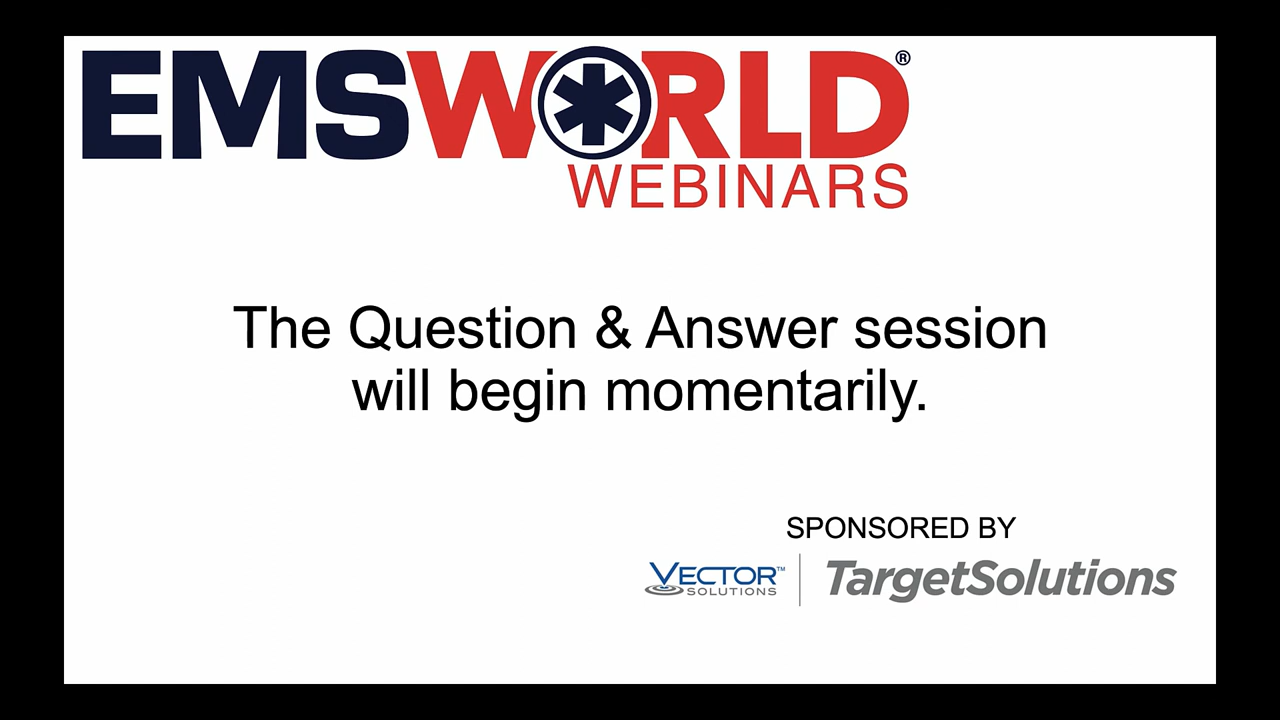 EMSWORLD®
WEBINARS
The Question & Answer session
will begin momentarily.
SPONSORED BY
VECTOR™
SOLUTIONS
TargetSolutions